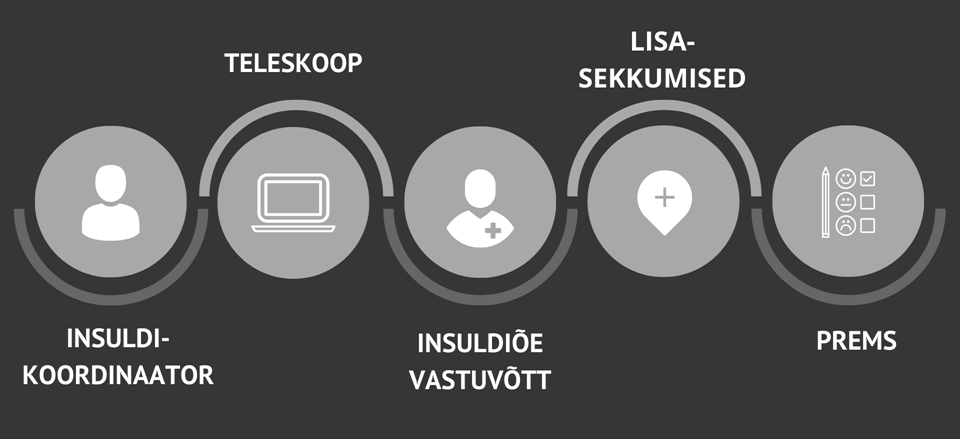 INSULDI-
KOORDINAATOR
TELESKOOP
INSULDIÕE
VASTUVÕTT
LISA-
SEKKUMISED
PREMS